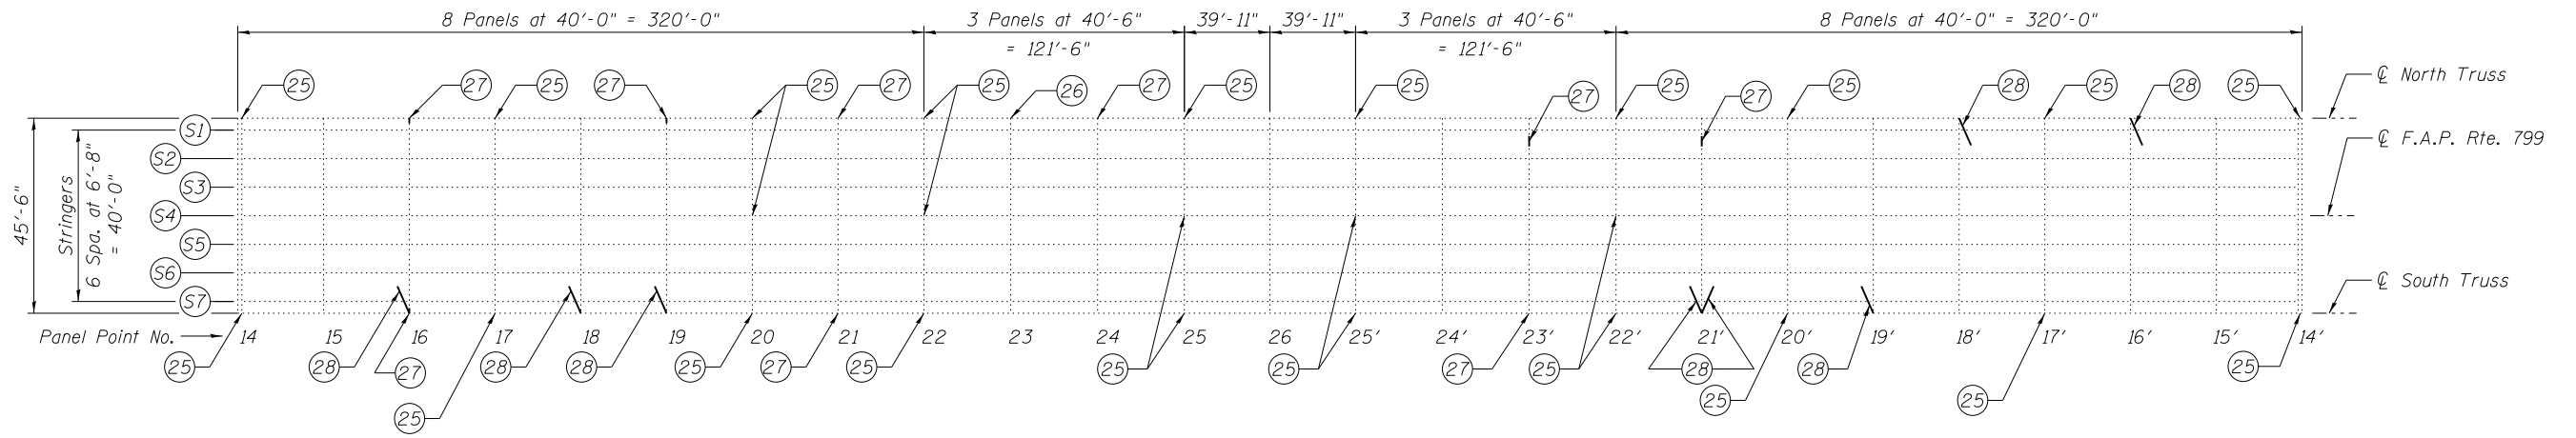 8 Panels at 40'-0" = 320'-0"
3 Panels at 40'-6"
= 121'-6"
39'-11"
39'-11"
3 Panels at 40'-6"
= 121'-6"
8 Panels at 40'-0" = 320'-0"
25 27 25 27 25 27 25 26 27 25 25 27 25 27 25 28 25 28 25
℄ North Truss
℄ F.A.P. Rte. 799
℄ South Truss
45'-6"
Stringers
6 Spa. at 6'-8"
= 40'-0"
S1
S2
S3
S4
S5
S6
S7
Panel Point No. 14 15 16 17 18 19 20 21 22 23 24 25 26 25' 24' 23' 22' 21' 20' 19' 18' 17' 16' 15' 14'
25 28 27 28 28 25 27 25 25 25 27 25 28 28 25
25 25 25